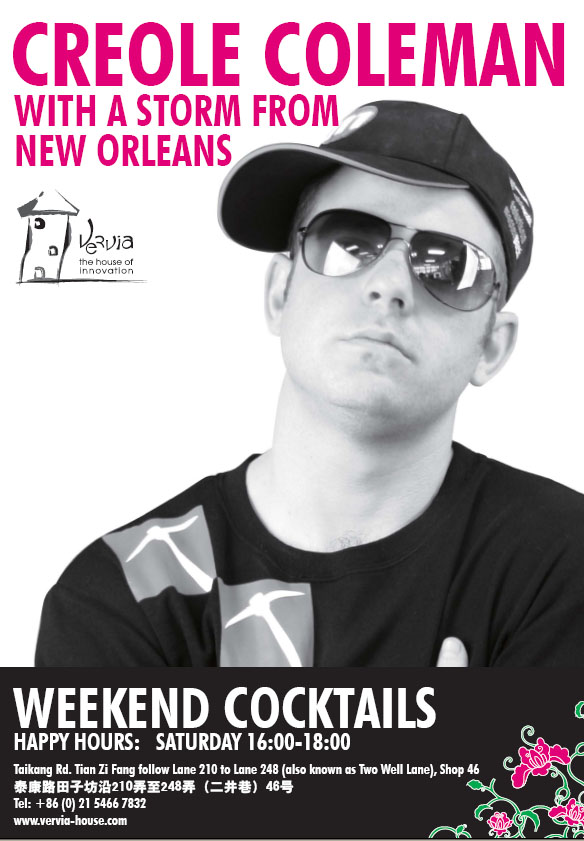 CREOLE COLEMAN
WITH A STORM FROM
NEW ORLEANS
Vervia
the house of
innovation
WEEKEND COCKTAILS
HAPPY HOURS: SATURDAY 16:00-18:00
Taikang Rd. Tian Zi Fang follow Lane 210 to Lane 248 (also known as Two Well Lane), Shop 46
泰康路田子坊沿210弄至248弄（二井巷）46号
Tel: +86 (0) 21 5466 7832
www.vervia-house.com